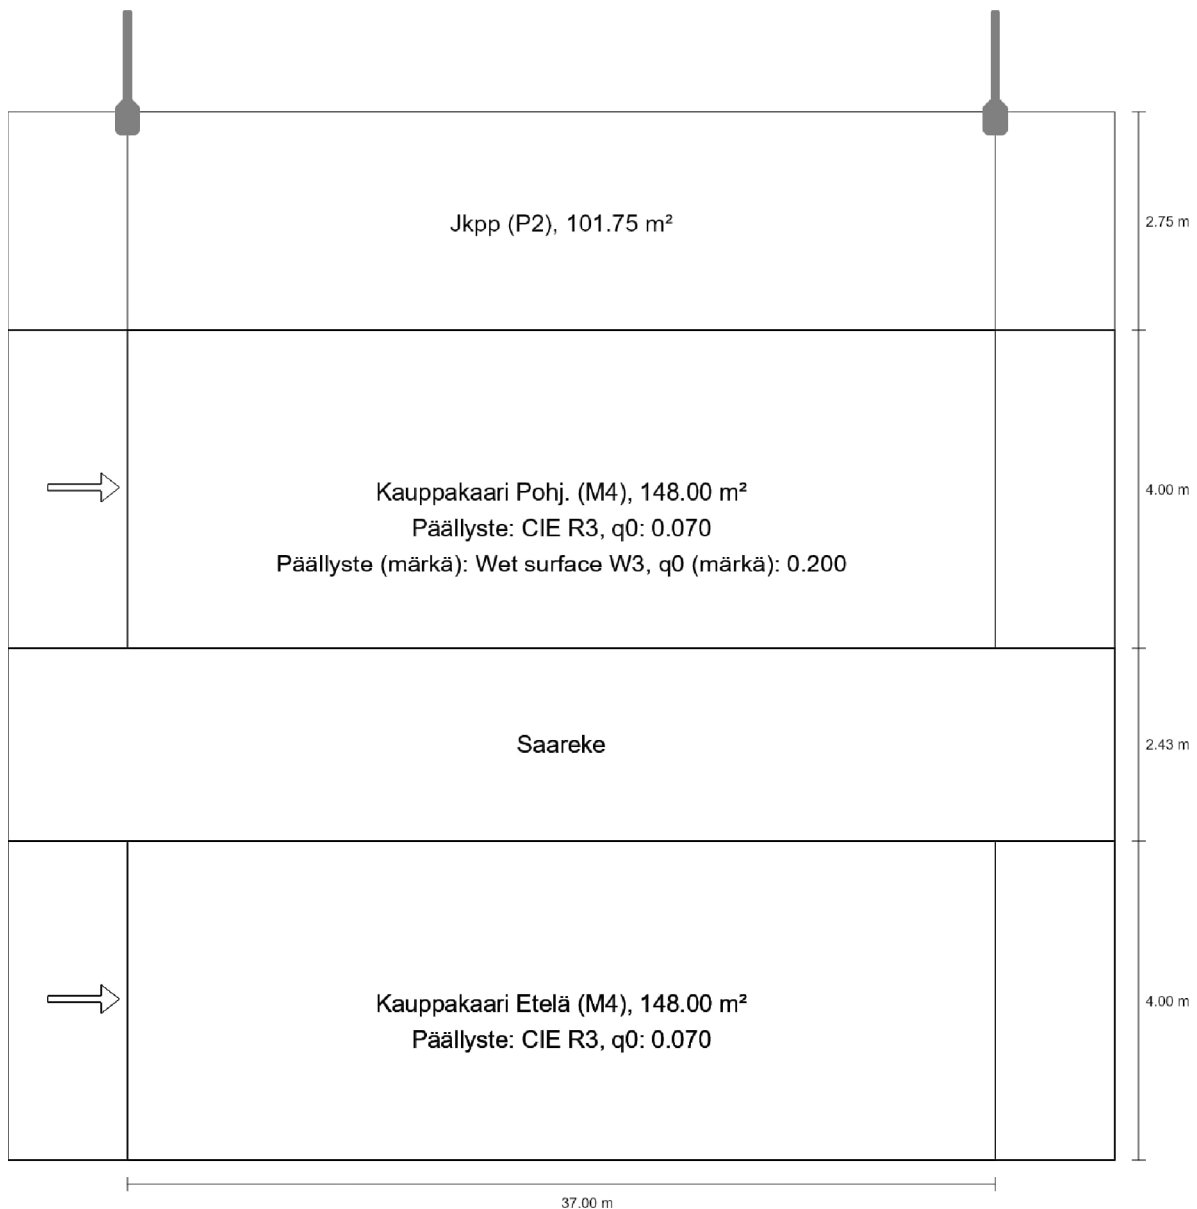 Jkpp (P2), 101.75 m²
2.75 m
Kauppakaari Pohj. (M4), 148.00 m²
Päällyste: CIE R3, q0: 0.070
Päällyste (märkä): Wet surface W3, q0 (märkä): 0.200
4.00 m
Saareke
2.43 m
Kauppakaari Etelä (M4), 148.00 m²
Päällyste: CIE R3, q0: 0.070
4.00 m
37.00 m